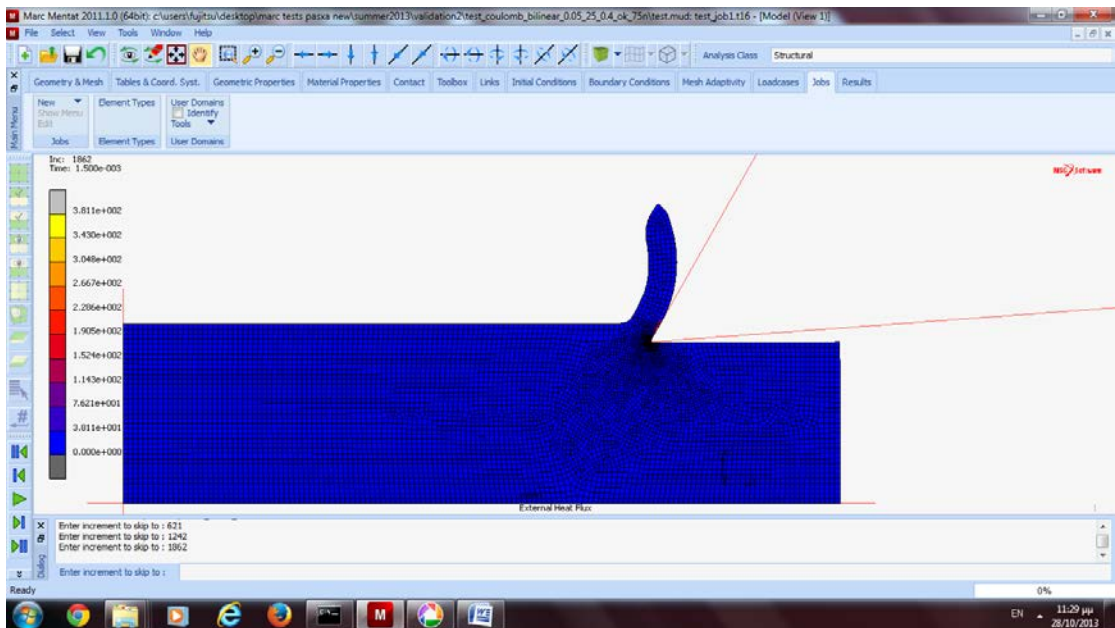 Marc Mentat 2011.1.0 (64bit): c:\users\fujitsu\desktop\marc tests pasxa new\summer2013\validation2\test_coulomb_bilinear_0.05_25_0.4_ok_75n\test.mud: test_job1.t16 - [Model (View 1)]
File Select View Tools Window Help
Analysis Class Structural
Geometry & Mesh Tables & Coord. Syst. Geometric Properties Material Properties Contact Toolbox Links Initial Conditions Boundary Conditions Mesh Adaptivity Loadcases Jobs Results
Main Menu
New Element Types User Domains
Show Menu Identify
Edit Tools
Jobs Element Types User Domains
Inc: 1862
Time: 1.500e-003
MSC Software
3.811e+002
3.430e+002
3.048e+002
2.667e+002
2.286e+002
1.905e+002
1.524e+002
1.143e+002
7.621e+001
3.811e+001
0.000e+000
External Heat Flux
1
Dialog
Enter increment to skip to : 621
Enter increment to skip to : 1242
Enter increment to skip to : 1862
Enter increment to skip to :
Ready
0%
EN
11:29 μμ
28/10/2013